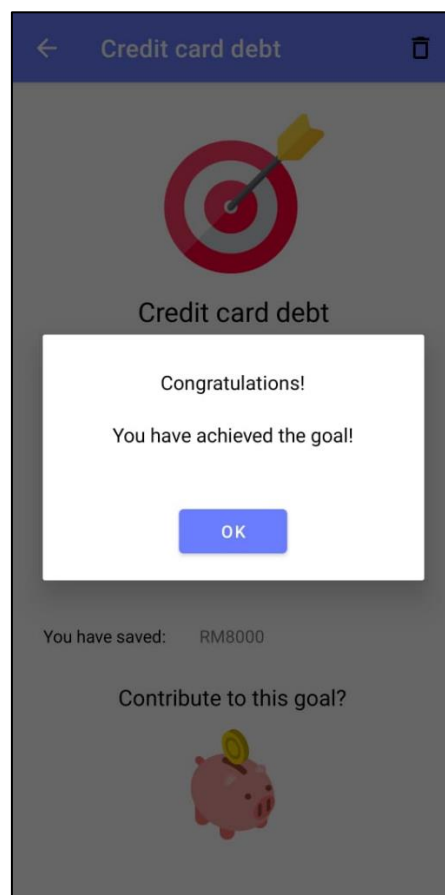 Credit card debt
Credit card debt
Congratulations!
You have achieved the goal!
OK
You have saved: RM8000
Contribute to this goal?